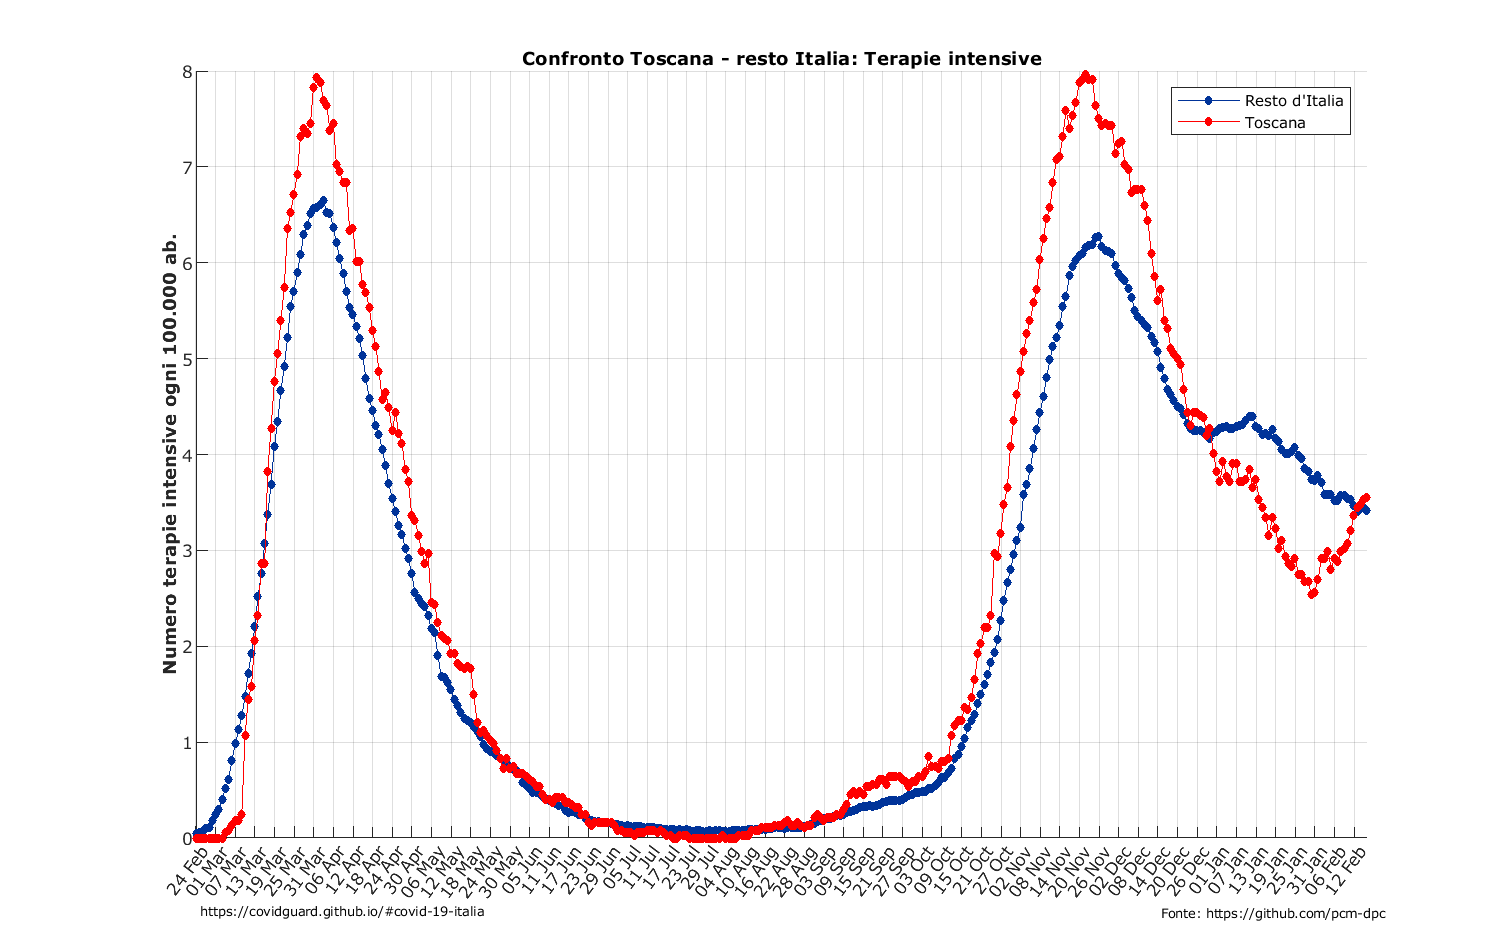 Confronto Toscana - resto Italia: Terapie intensive
Numero terapie intensive ogni 100.000 ab.
8
7
6
5
4
3
2
1
0
Resto d'Italia
Toscana
24 Feb
01 Mar
07 Mar
13 Mar
19 Mar
25 Mar
31 Mar
06 Apr
12 Apr
18 Apr
24 Apr
30 Apr
06 May
12 May
18 May
24 May
30 May
05 Jun
11 Jun
17 Jun
23 Jun
29 Jun
05 Jul
11 Jul
17 Jul
23 Jul
29 Jul
04 Aug
10 Aug
16 Aug
22 Aug
28 Aug
03 Sep
09 Sep
15 Sep
21 Sep
27 Sep
03 Oct
09 Oct
15 Oct
21 Oct
27 Oct
02 Nov
08 Nov
14 Nov
20 Nov
26 Nov
02 Dec
08 Dec
14 Dec
20 Dec
26 Dec
01 Jan
07 Jan
13 Jan
19 Jan
25 Jan
31 Jan
06 Feb
12 Feb
https://covidguard.github.io/#covid-19-italia
Fonte: https://github.com/pcm-dpc